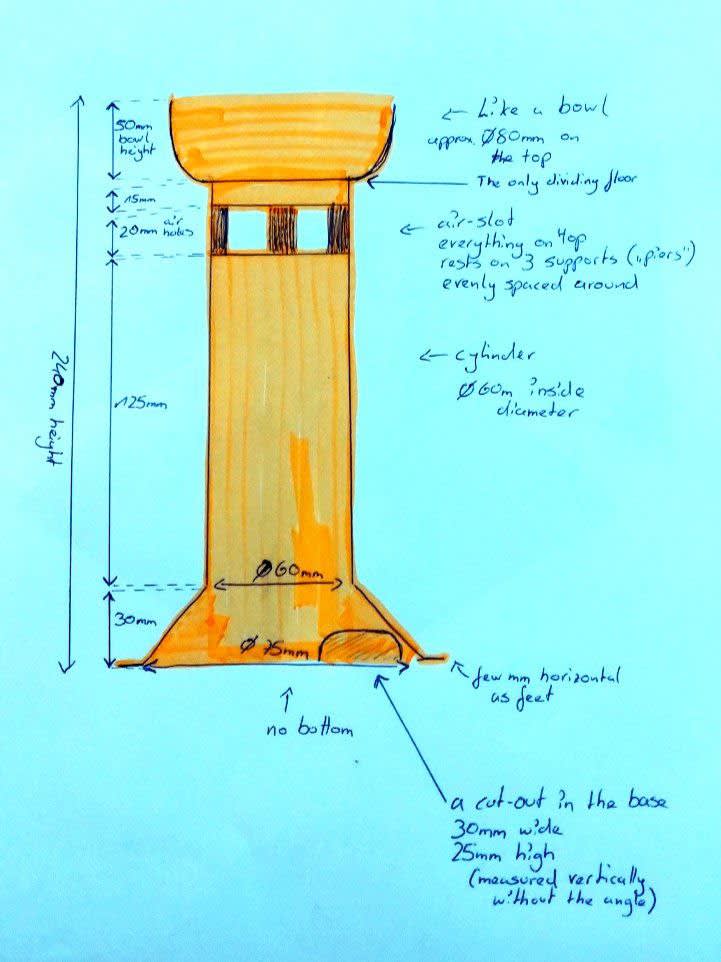 ← Like a bowl
approx. Ø80mm on
the top
The only dividing floor
50mm
bowl
height
15mm
20mm air
holes
← air-slot
everything on top
rests on 3 supports („piers")
evenly spaced around
← cylinder
Ø60m inside
diameter
240mm height
125mm
Ø60mm
30mm
Ø 75mm
few mm horizontal
as feet
no bottom
a cut-out in the base
30mm wide
25mm high
(measured vertically
without the angle)